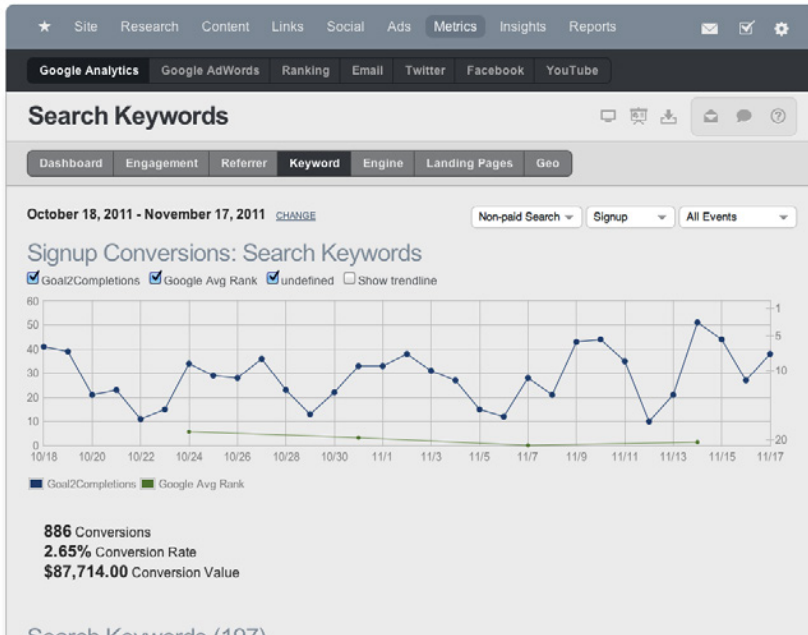 Site Research Content Links Social Ads Metrics Insights Reports
Google Analytics Google AdWords Ranking Email Twitter Facebook YouTube
Search Keywords
Dashboard Engagement Referrer Keyword Engine Landing Pages Geo
October 18, 2011 - November 17, 2011 CHANGE Non-paid Search Signup All Events
Signup Conversions: Search Keywords
Goal2Completions Google Avg Rank undefined Show trendline
60
1
50
5
40
10
30
20
10
20
0
10/18 10/20 10/22 10/24 10/26 10/28 10/30 11/1 11/3 11/5 11/7 11/9 11/11 11/13 11/15 11/17
Goal2Completions Google Avg Rank
886 Conversions
2.65% Conversion Rate
$87,714.00 Conversion Value
Search Keywords (197)